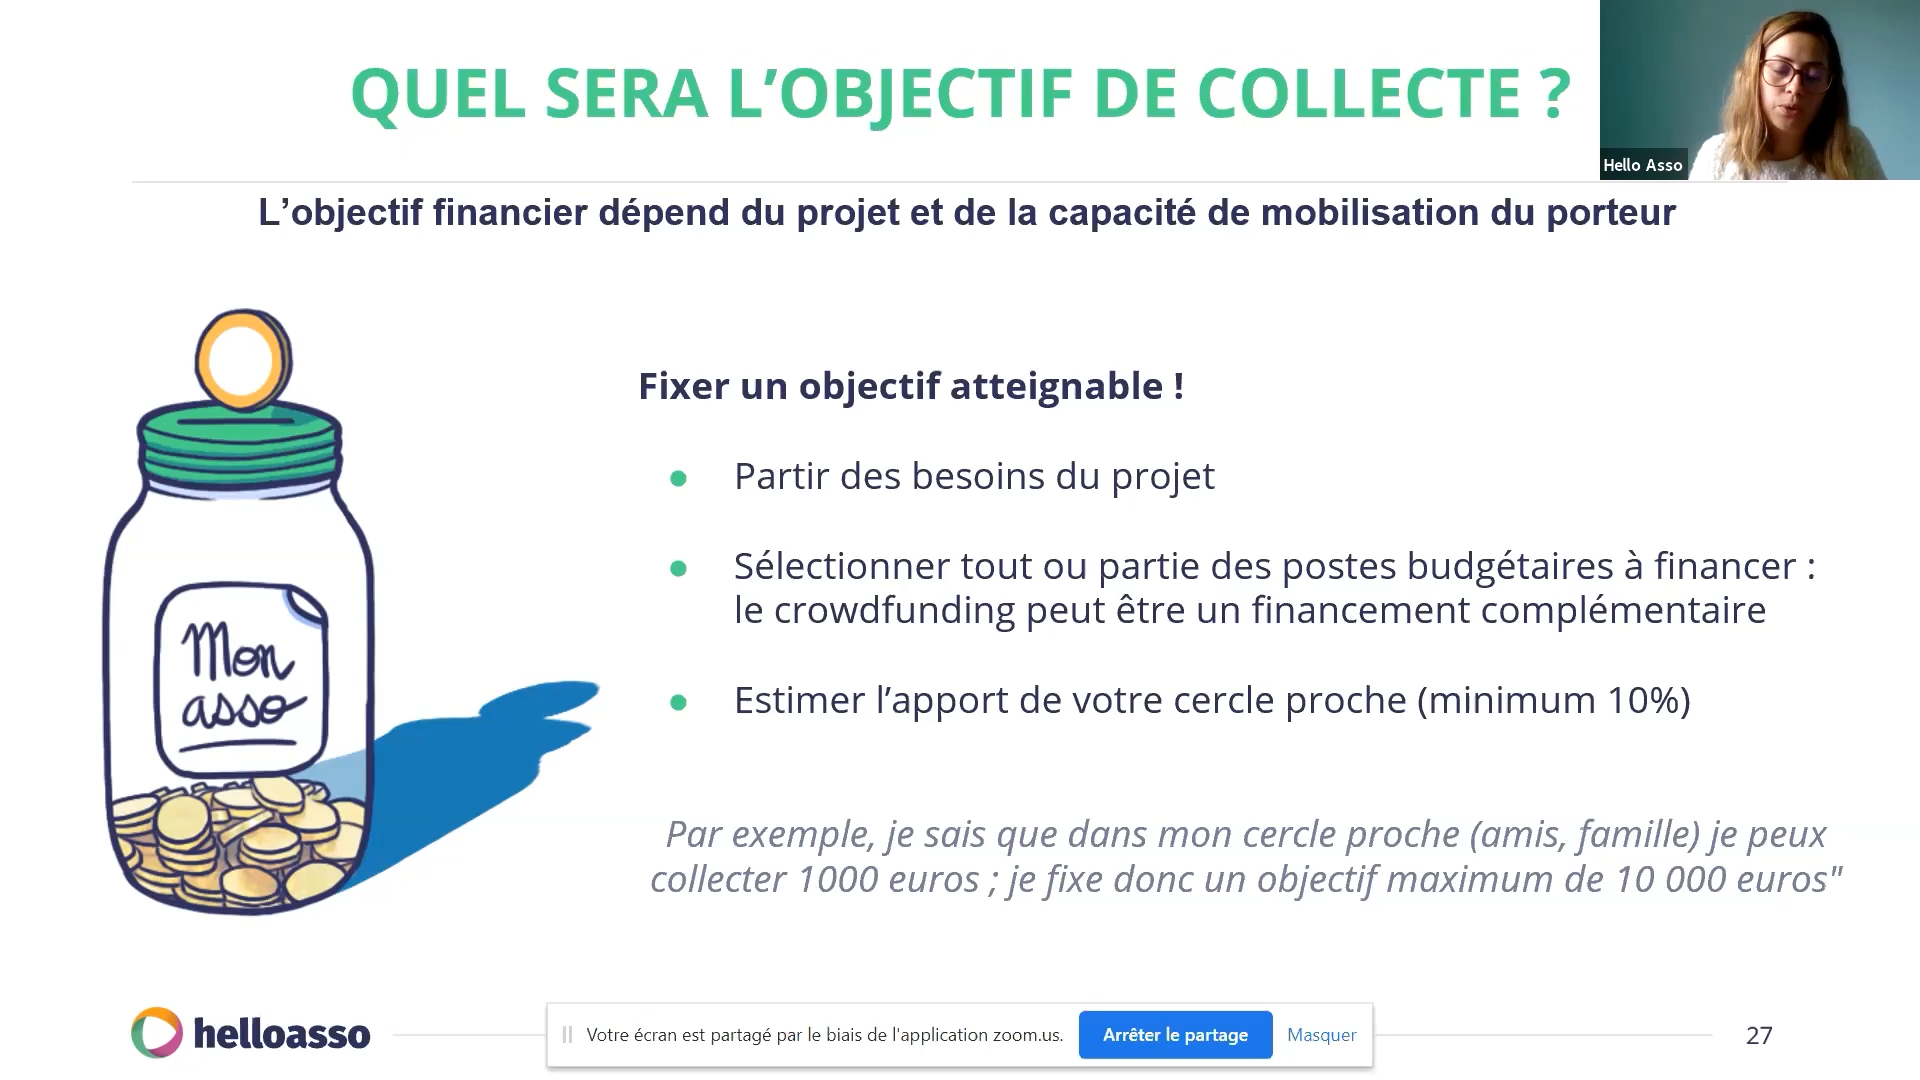 QUEL SERA L’OBJECTIF DE COLLECTE ?
Hello Asso
L’objectif financier dépend du projet et de la capacité de mobilisation du porteur
Fixer un objectif atteignable !
Partir des besoins du projet
Sélectionner tout ou partie des postes budgétaires à financer :
le crowdfunding peut être un financement complémentaire
Mon
asso
Estimer l’apport de votre cercle proche (minimum 10%)
Par exemple, je sais que dans mon cercle proche (amis, famille) je peux
collecter 1000 euros ; je fixe donc un objectif maximum de 10 000 euros"
helloasso
Votre écran est partagé par le biais de l'application zoom.us.
Arrêter le partage
Masquer
27